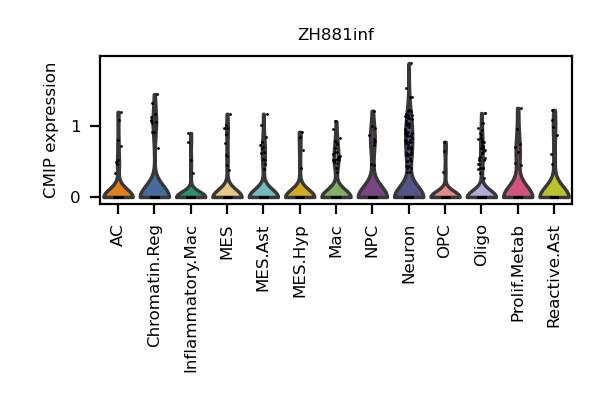 ZH881inf
CMIP expression
1
0
AC
Chromatin.Reg
Inflammatory.Mac
MES
MES.Ast
MES.Hyp
Mac
NPC
Neuron
OPC
Oligo
Prolif.Metab
Reactive.Ast